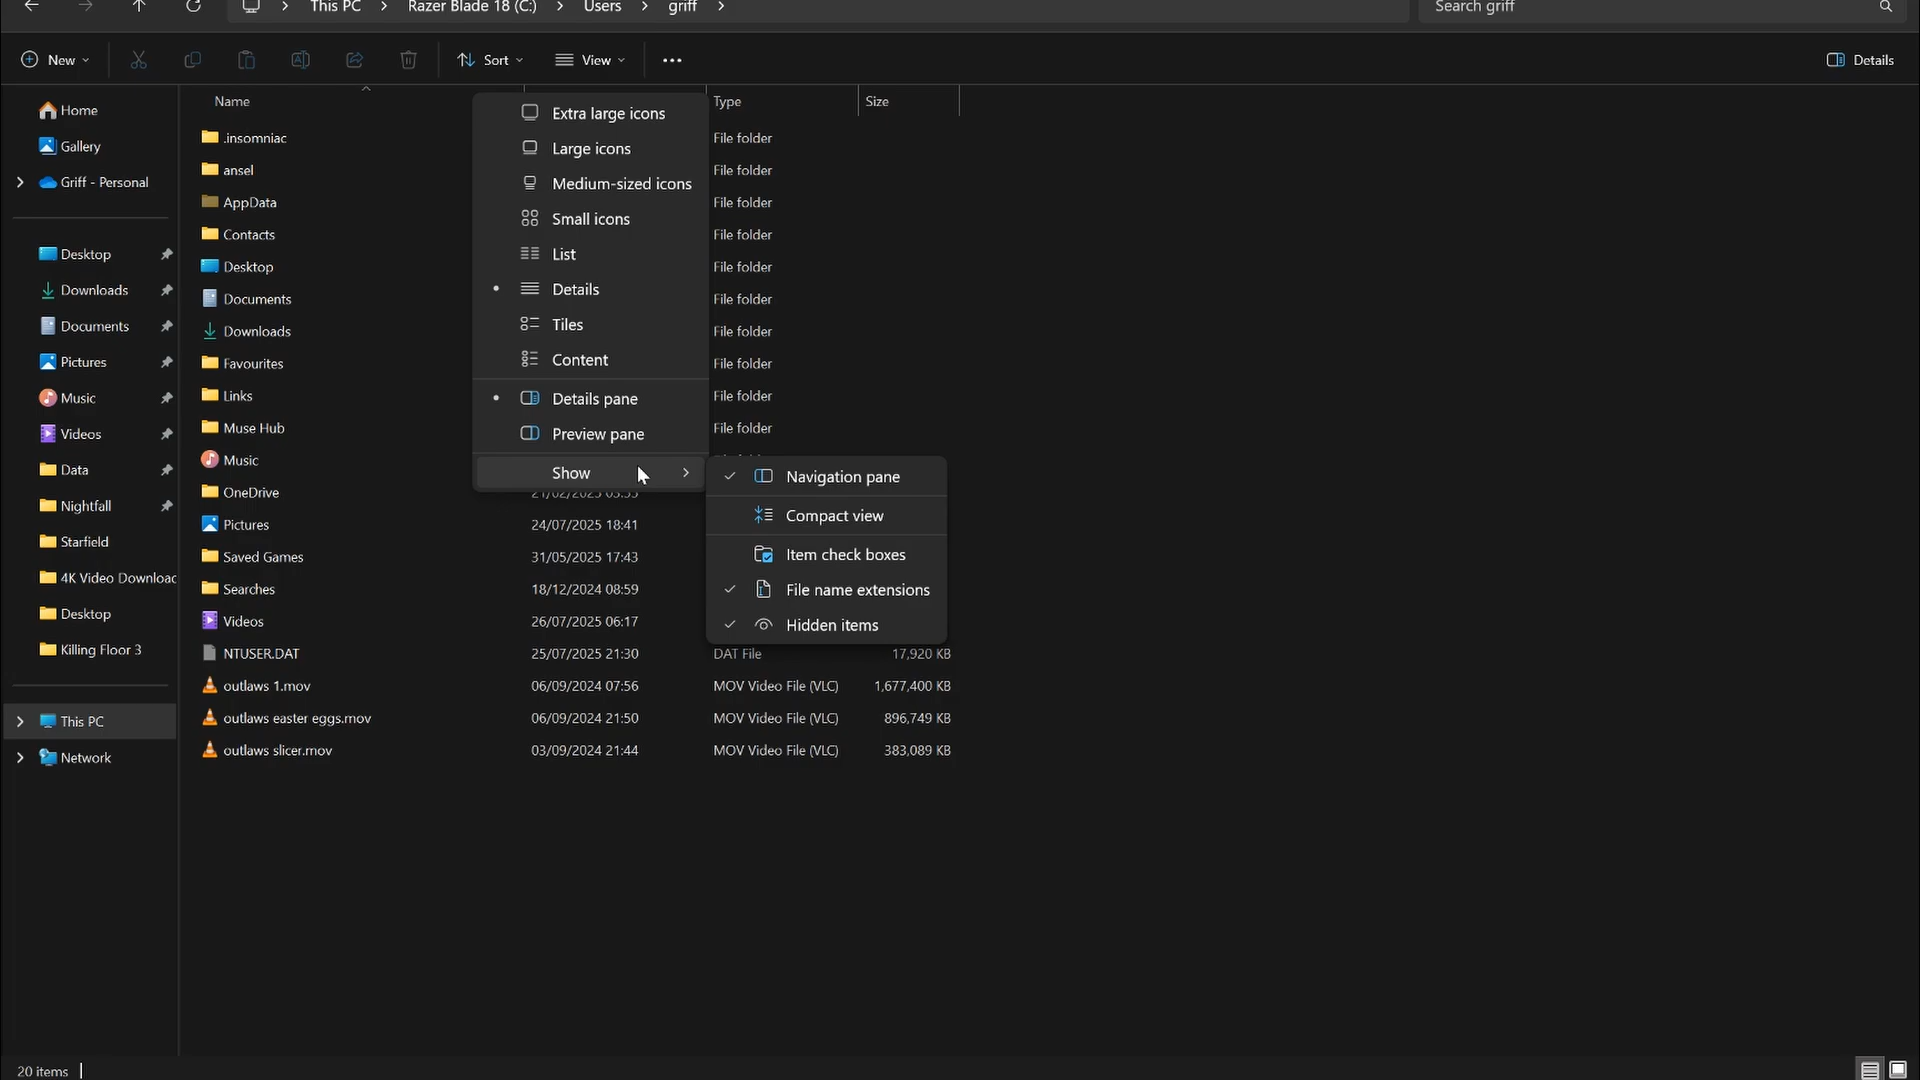 This PC > Razer Blade 18 (C:) > Users > griff >
Search griff
New
Sort
View
Details
Home
Gallery
Griff - Personal
Desktop
Downloads
Documents
Pictures
Music
Videos
Data
Nightfall
Starfield
4K Video Downloac
Desktop
Killing Floor 3
This PC
Network
Name
Type
Size
.insomniac
File folder
ansel
File folder
AppData
File folder
Contacts
File folder
Desktop
File folder
Documents
File folder
Downloads
File folder
Favourites
File folder
Links
File folder
Muse Hub
File folder
Music
OneDrive
21/02/2025 03:53
Pictures
24/07/2025 18:41
Saved Games
31/05/2025 17:43
Searches
18/12/2024 08:59
Videos
26/07/2025 06:17
NTUSER.DAT
25/07/2025 21:30
DAT File
17,920 KB
outlaws 1.mov
06/09/2024 07:56
MOV Video File (VLC)
1,677,400 KB
outlaws easter eggs.mov
06/09/2024 21:50
MOV Video File (VLC)
896,749 KB
outlaws slicer.mov
03/09/2024 21:44
MOV Video File (VLC)
383,089 KB
Extra large icons
Large icons
Medium-sized icons
Small icons
List
Details
Tiles
Content
Details pane
Preview pane
Show
Navigation pane
Compact view
Item check boxes
File name extensions
Hidden items
20 items